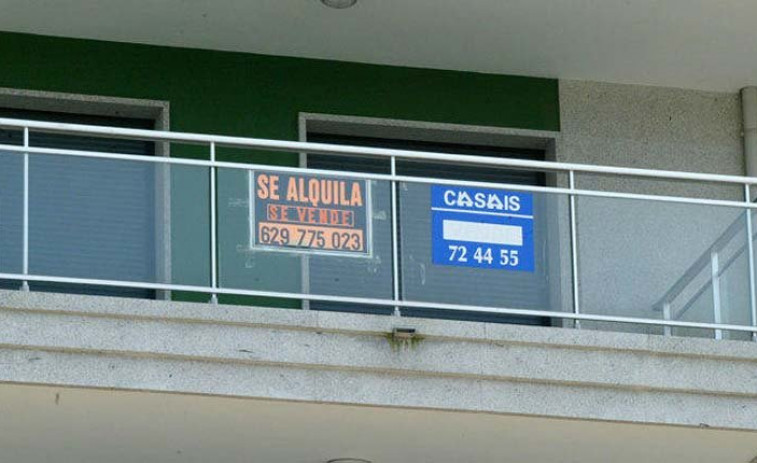 SE ALQUILA
SE VENDE
629 775 023
CASAIS
72 44 55